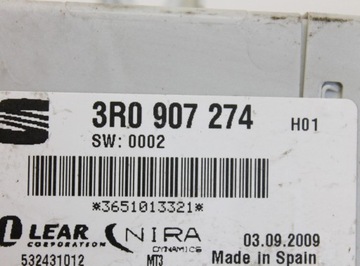 3R0 907 274 H01
SW: 0002
*3651013321*
LEAR NIRA 03.09.2009
CORPORATION DYNAMICS Made in Spain
532431012 MT3